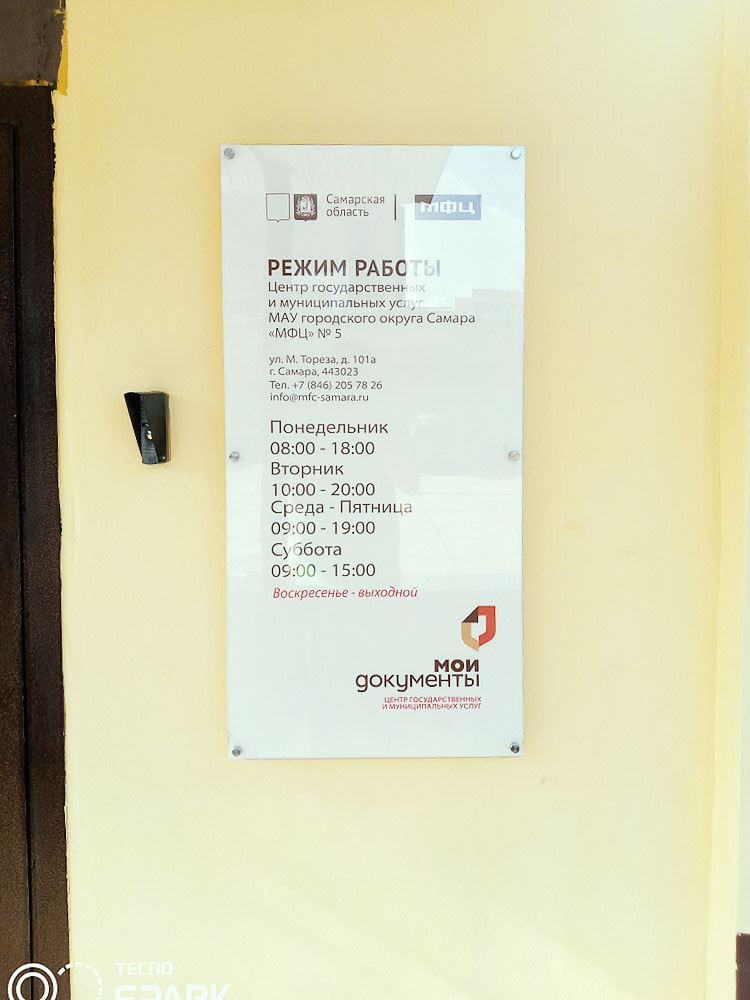 Самарская
область
МФЦ
РЕЖИМ РАБОТЫ
Центр государственных
и муниципальных услуг
МАУ городского округа Самара
«МФЦ» № 5
ул. М. Тореза, д. 101а
г. Самара, 443023
Тел. +7 (846) 205 78 26
info@mfc-samara.ru
Понедельник
08:00 - 18:00
Вторник
10:00 - 20:00
Среда - Пятница
09:00 - 19:00
Суббота
09:00 - 15:00
Воскресенье - выходной
мои
документы
ЦЕНТР ГОСУДАРСТВЕННЫХ
И МУНИЦИПАЛЬНЫХ УСЛУГ
TECNO
SPARK